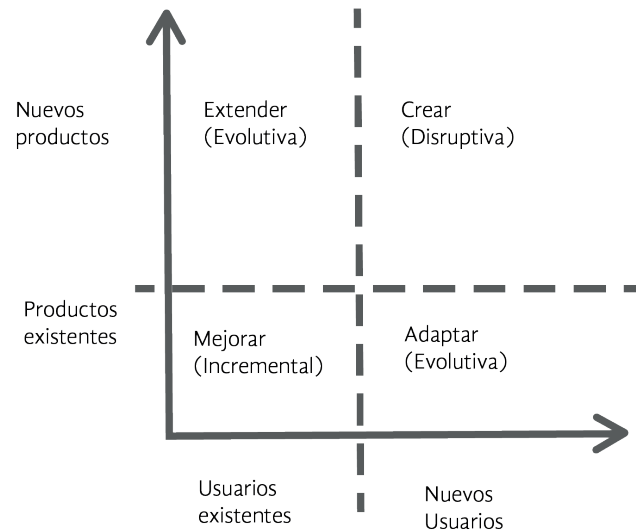 Nuevos
productos
Extender
(Evolutiva)
Crear
(Disruptiva)
Productos
existentes
Mejorar
(Incremental)
Adaptar
(Evolutiva)
Usuarios
existentes
Nuevos
Usuarios